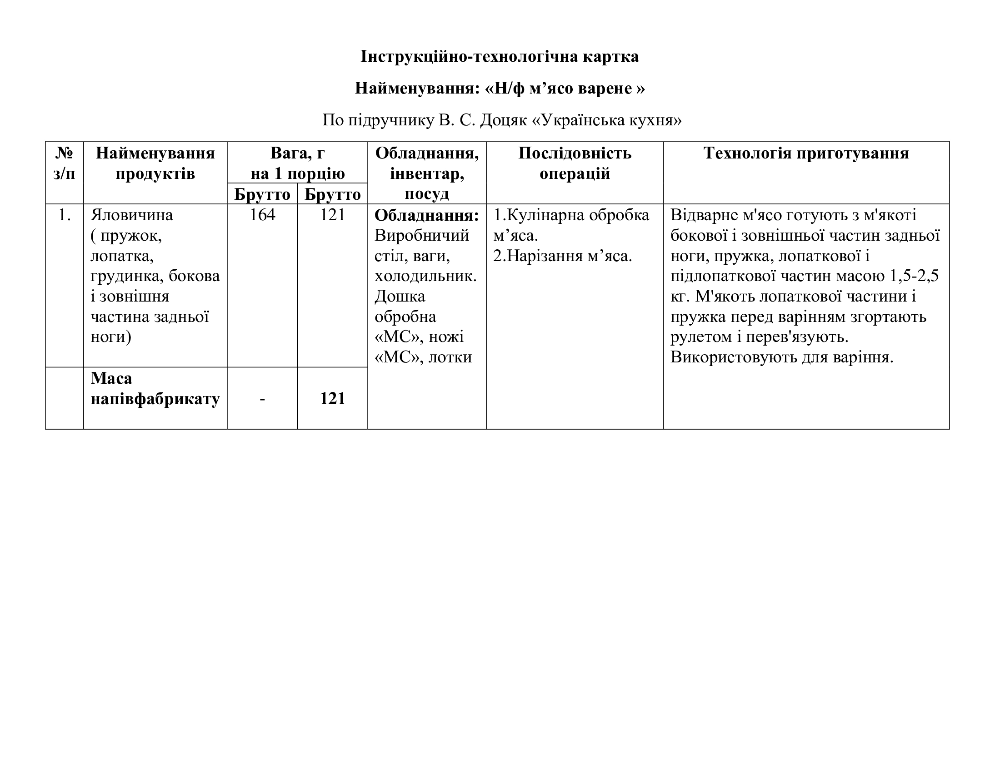 Інструкційно-технологічна картка
Найменування: «Н/ф м’ясо варене »
По підручнику В. С. Доцяк «Українська кухня»
№
з/п
Найменування
продуктів
Вага, г
на 1 порцію
Брутто
Брутто
Обладнання,
інвентар,
посуд
Послідовність
операцій
Технологія приготування
1.
Яловичина
( пружок,
лопатка,
грудинка, бокова
і зовнішня
частина задньої
ноги)
164
121
Обладнання:
Виробничий
стіл, ваги,
холодильник.
Дошка
обробна
«МС», ножі
«МС», лотки
1.Кулінарна обробка
м’яса.
2.Нарізання м’яса.
Відварне м'ясо готують з м'якоті
бокової і зовнішньої частин задньої
ноги, пружка, лопаткової і
підлопаткової частин масою 1,5-2,5
кг. М'якоть лопаткової частини і
пружка перед варінням згортають
рулетом і перев'язують.
Використовують для варіння.
Маса
напівфабрикату
-
121